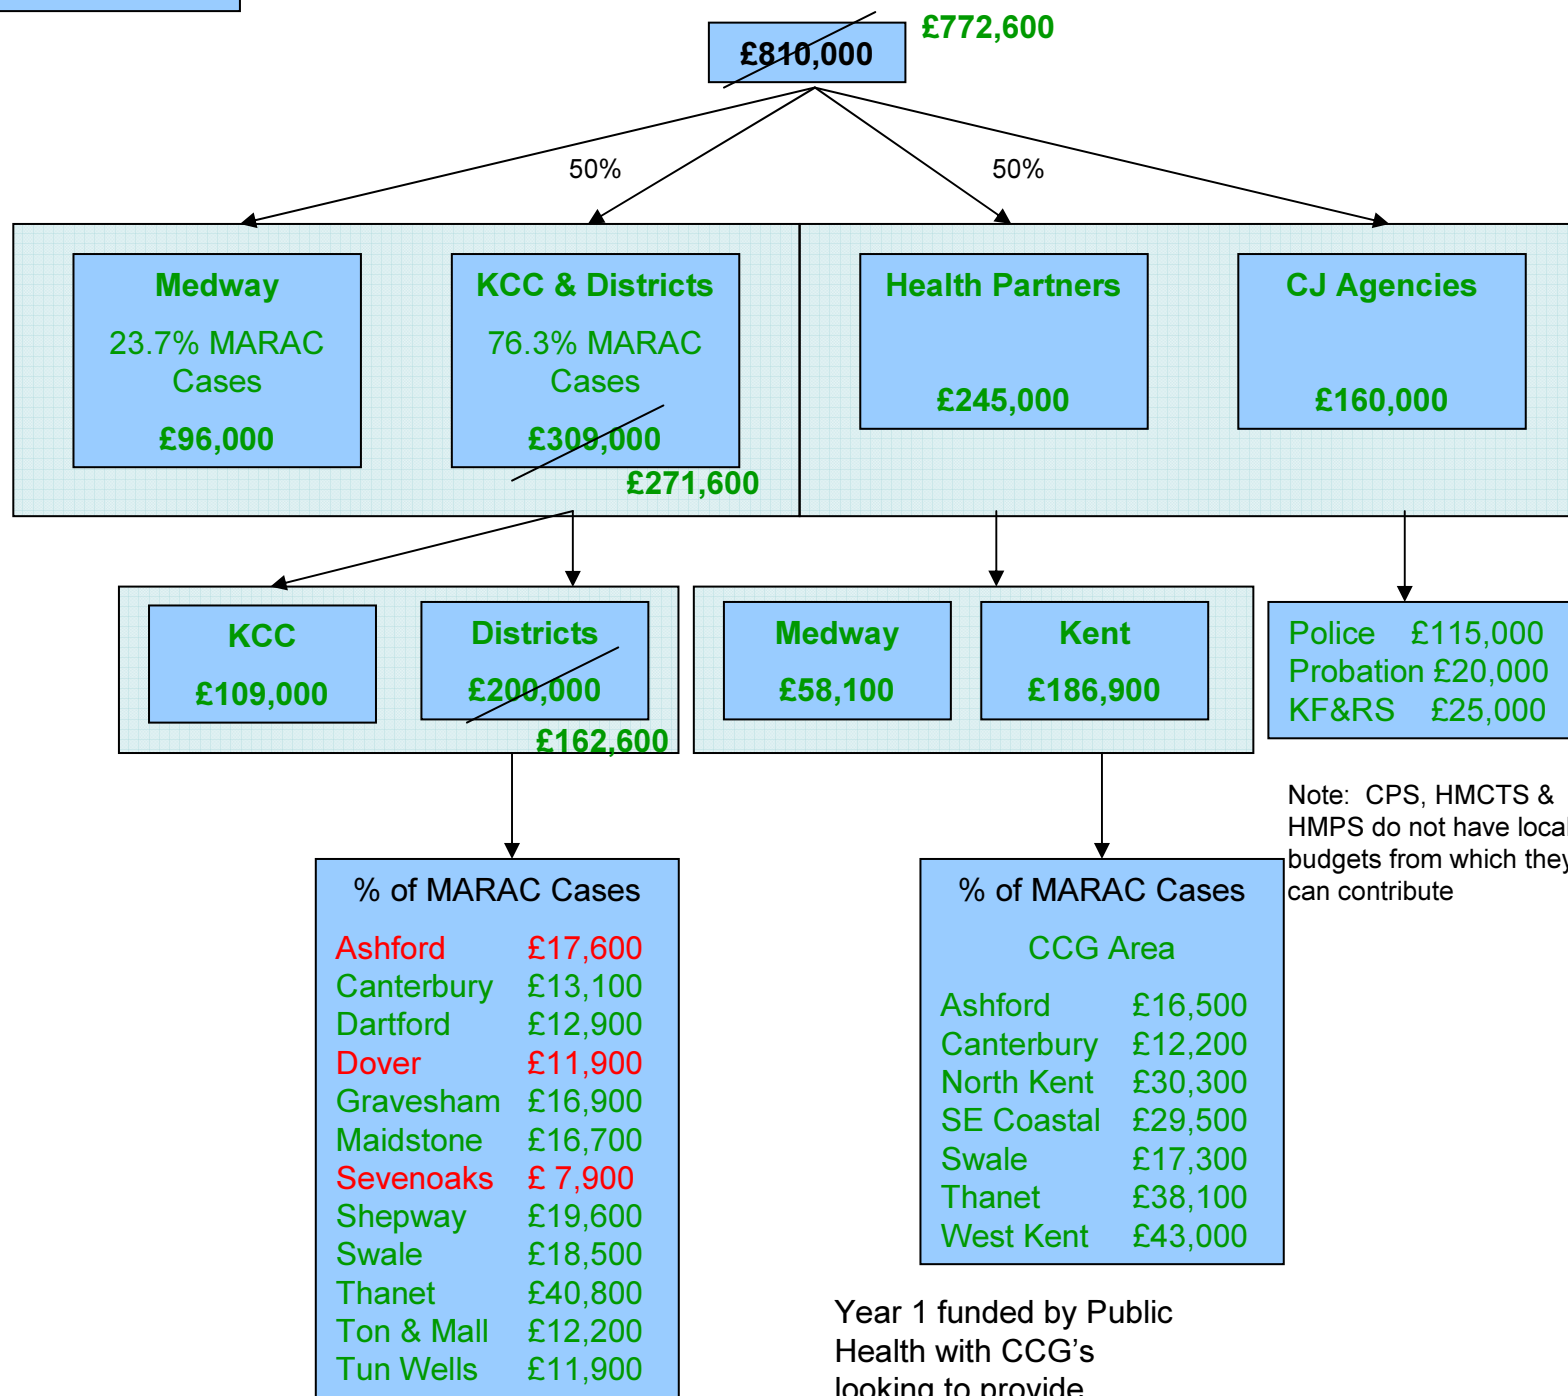 £810,000
£772,600
50%
50%
Medway
23.7% MARAC
Cases
£96,000
KCC & Districts
76.3% MARAC
Cases
£309,000
£271,600
Health Partners
£245,000
CJ Agencies
£160,000
KCC
£109,000
Districts
£200,000
£162,600
Medway
£58,100
Kent
£186,900
Police £115,000
Probation £20,000
KF&RS £25,000
Note: CPS, HMCTS &
HMPS do not have local
budgets from which they
can contribute
% of MARAC Cases
Ashford £17,600
Canterbury £13,100
Dartford £12,900
Dover £11,900
Gravesham £16,900
Maidstone £16,700
Sevenoaks £ 7,900
Shepway £19,600
Swale £18,500
Thanet £40,800
Ton & Mall £12,200
Tun Wells £11,900
% of MARAC Cases
CCG Area
Ashford £16,500
Canterbury £12,200
North Kent £30,300
SE Coastal £29,500
Swale £17,300
Thanet £38,100
West Kent £43,000
Year 1 funded by Public
Health with CCG's
looking to provide